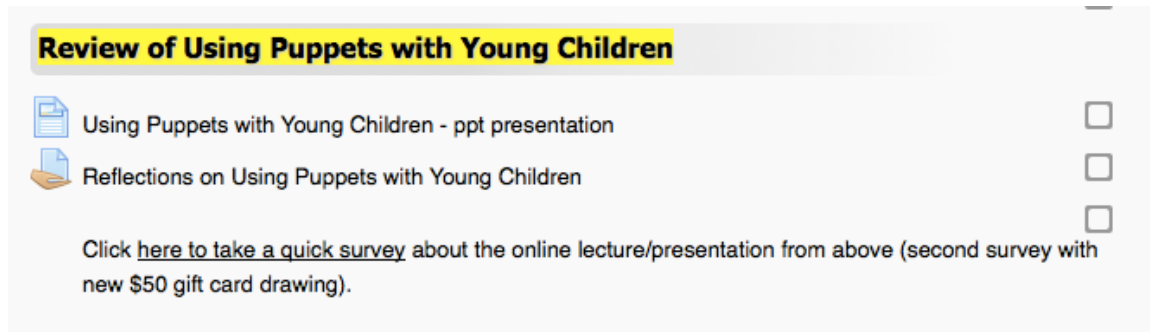 Review of Using Puppets with Young Children
Using Puppets with Young Children - ppt presentation
Reflections on Using Puppets with Young Children
Click here to take a quick survey about the online lecture/presentation from above (second survey with
new $50 gift card drawing).